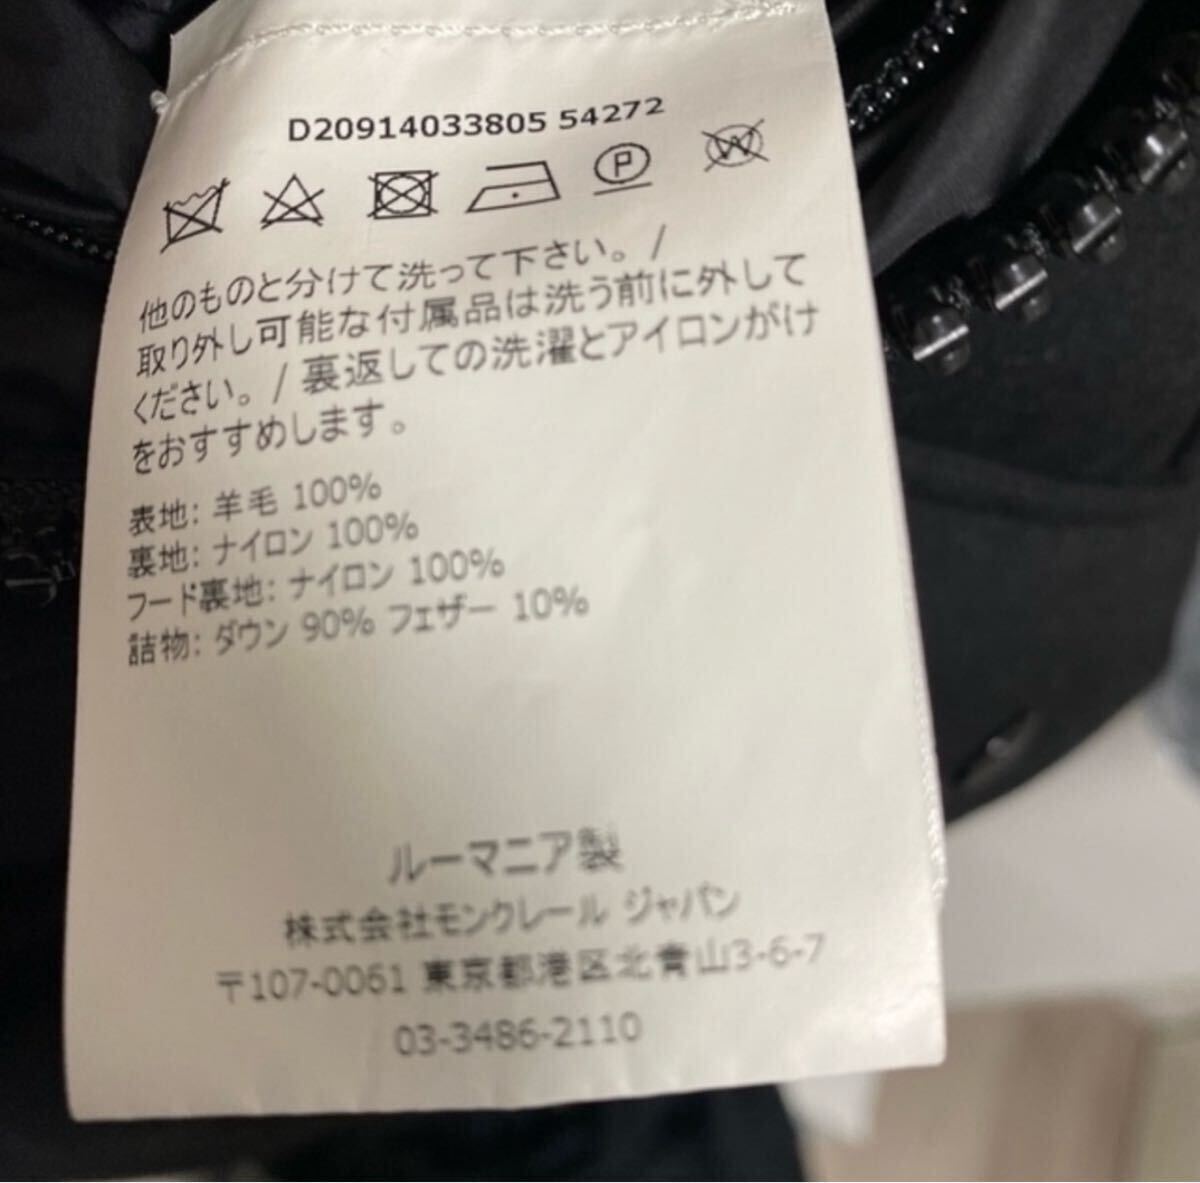 D20914033805 54272
P
W
他のものと分けて洗って下さい。/
取り外し可能な付属品は洗う前に外して
ください。/ 裏返しての洗濯とアイロンがけ
をおすすめします。
表地: 羊毛 100%
裏地: ナイロン 100%
フード裏地: ナイロン 100%
詰物: ダウン 90% フェザー 10%
ルーマニア製
株式会社モンクレール ジャパン
〒107-0061 東京都港区北青山3-6-7
03-3486-2110